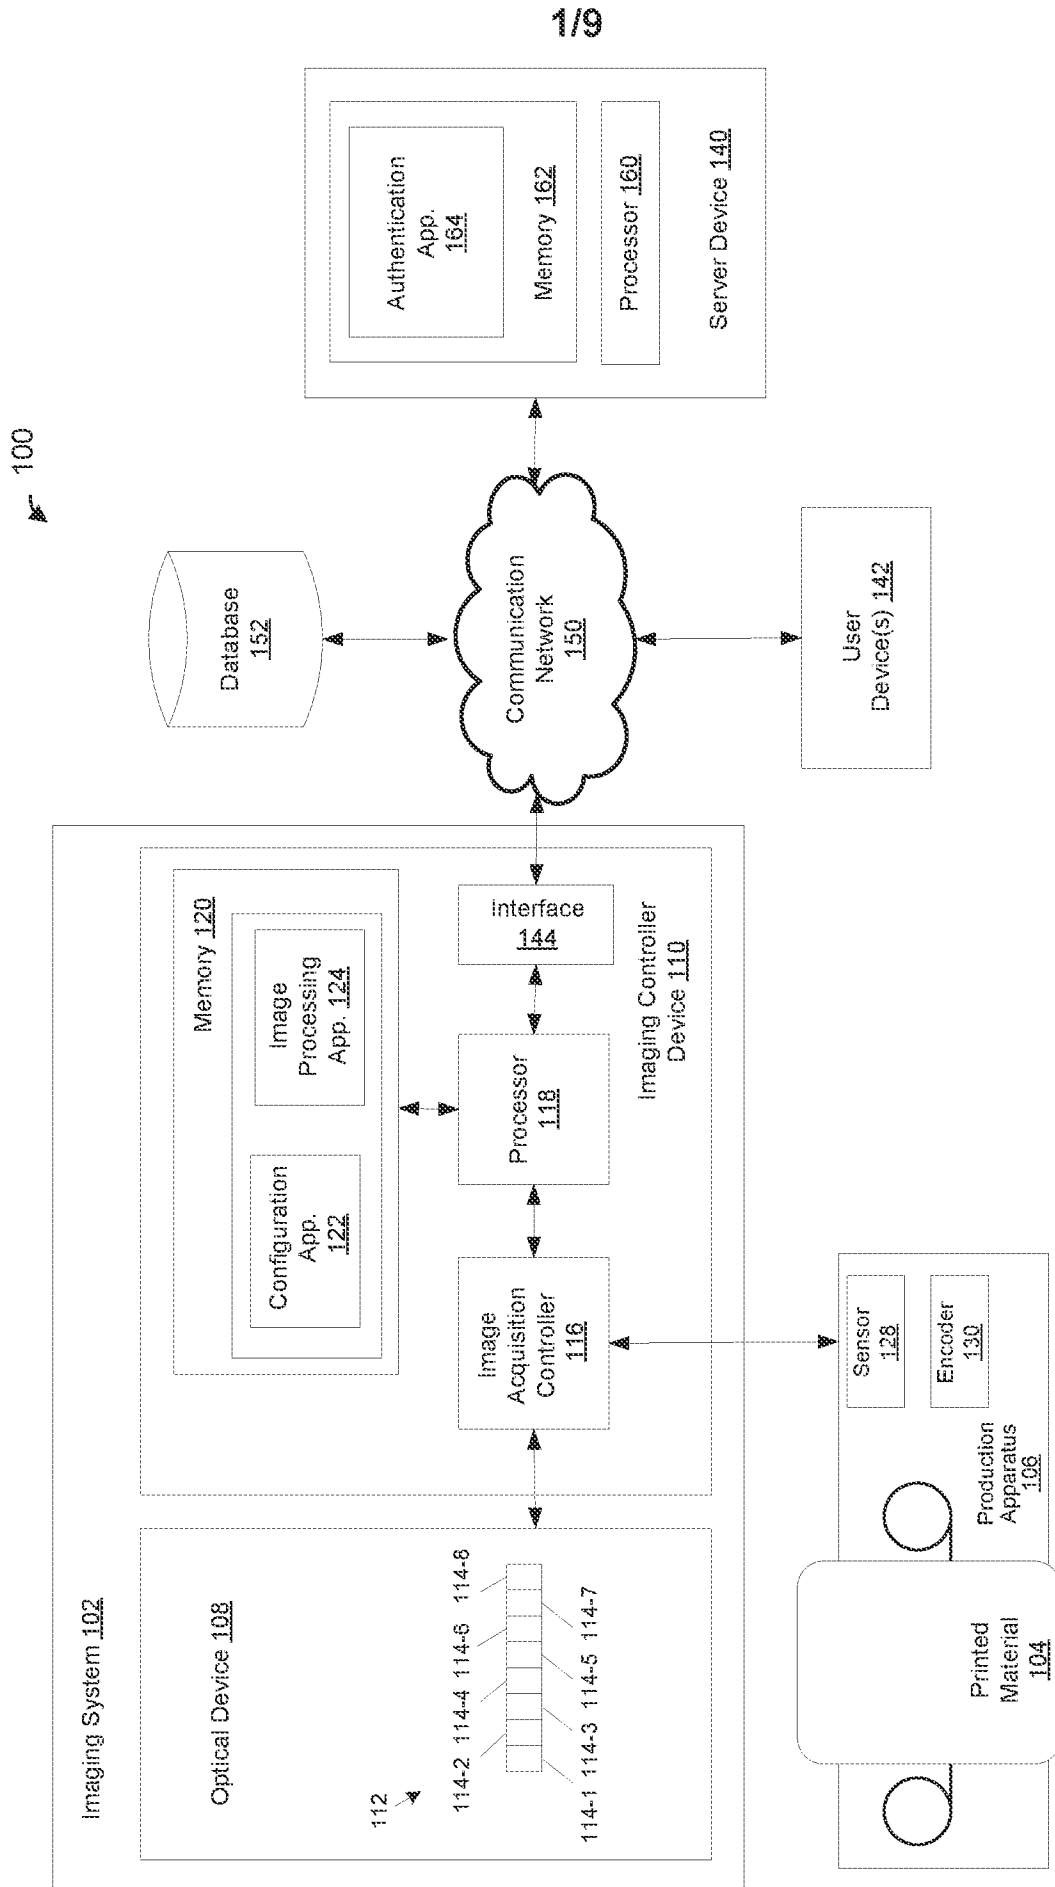 1/9
100
Imaging System 102
Optical Device 108
112
114-2
114-4
114-6
114-8
114-1
114-3
114-5
114-7
Memory 120
Configuration
App.
122
Image
Processing
App. 124
Image
Acquisition
Controller
116
Processor
118
Interface
144
Imaging Controller
Device 110
Database
152
Communication
Network
150
User
Device(s) 142
Authentication
App.
164
Memory 162
Processor 160
Server Device 140
Printed
Material
104
Production
Apparatus
106
Sensor
128
Encoder
130